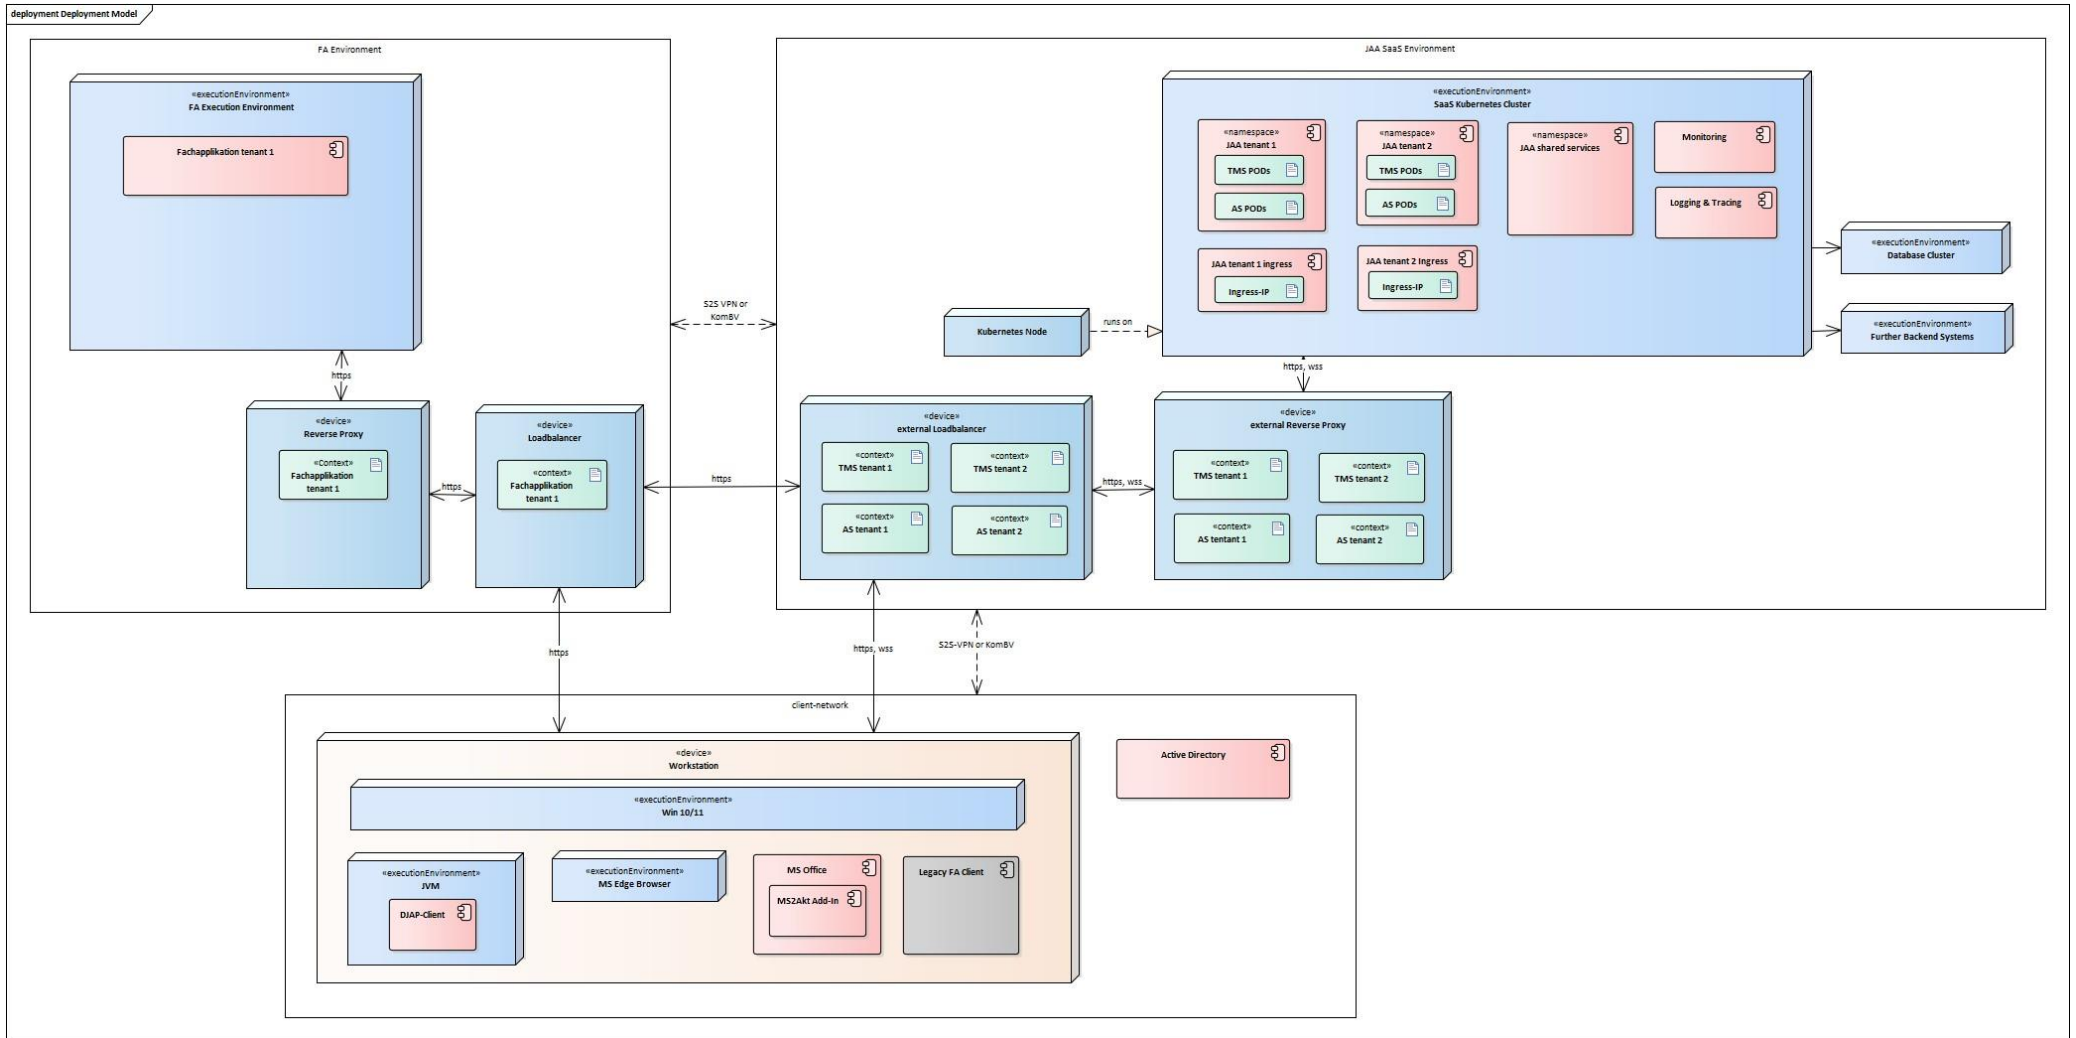 deployment Deployment Model
FA Environment
«executionEnvironment»
FA Execution Environment
Fachapplikation tenant 1
https
«device»
Reverse Proxy
«Context»
Fachapplikation
tenant 1
https
«device»
Loadbalancer
«context»
Fachapplikation
tenant 1
S2S VPN or
KomBV
https
JAA SaaS Environment
«executionEnvironment»
SaaS Kubernetes Cluster
«namespace»
JAA tenant 1
TMS PODs
AS PODs
«namespace»
JAA tenant 2
TMS PODs
AS PODs
«namespace»
JAA shared services
Monitoring
Logging & Tracing
JAA tenant 1 ingress
Ingress-IP
JAA tenant 2 Ingress
Ingress-IP
«executionEnvironment»
Database Cluster
«executionEnvironment»
Further Backend Systems
Kubernetes Node
runs on
https, wss
«device»
external Loadbalancer
«context»
TMS tenant 1
«context»
TMS tenant 2
«context»
AS tenant 1
«context»
AS tenant 2
https, wss
«device»
external Reverse Proxy
«context»
TMS tenant 1
«context»
TMS tenant 2
«context»
AS tentant 1
«context»
AS tenant 2
https
https, wss
S2S-VPN or KomBV
client-network
«device»
Workstation
«executionEnvironment»
Win 10/11
«executionEnvironment»
JVM
DJAP-Client
«executionEnvironment»
MS Edge Browser
MS Office
MS2Akt Add-In
Legacy FA Client
Active Directory